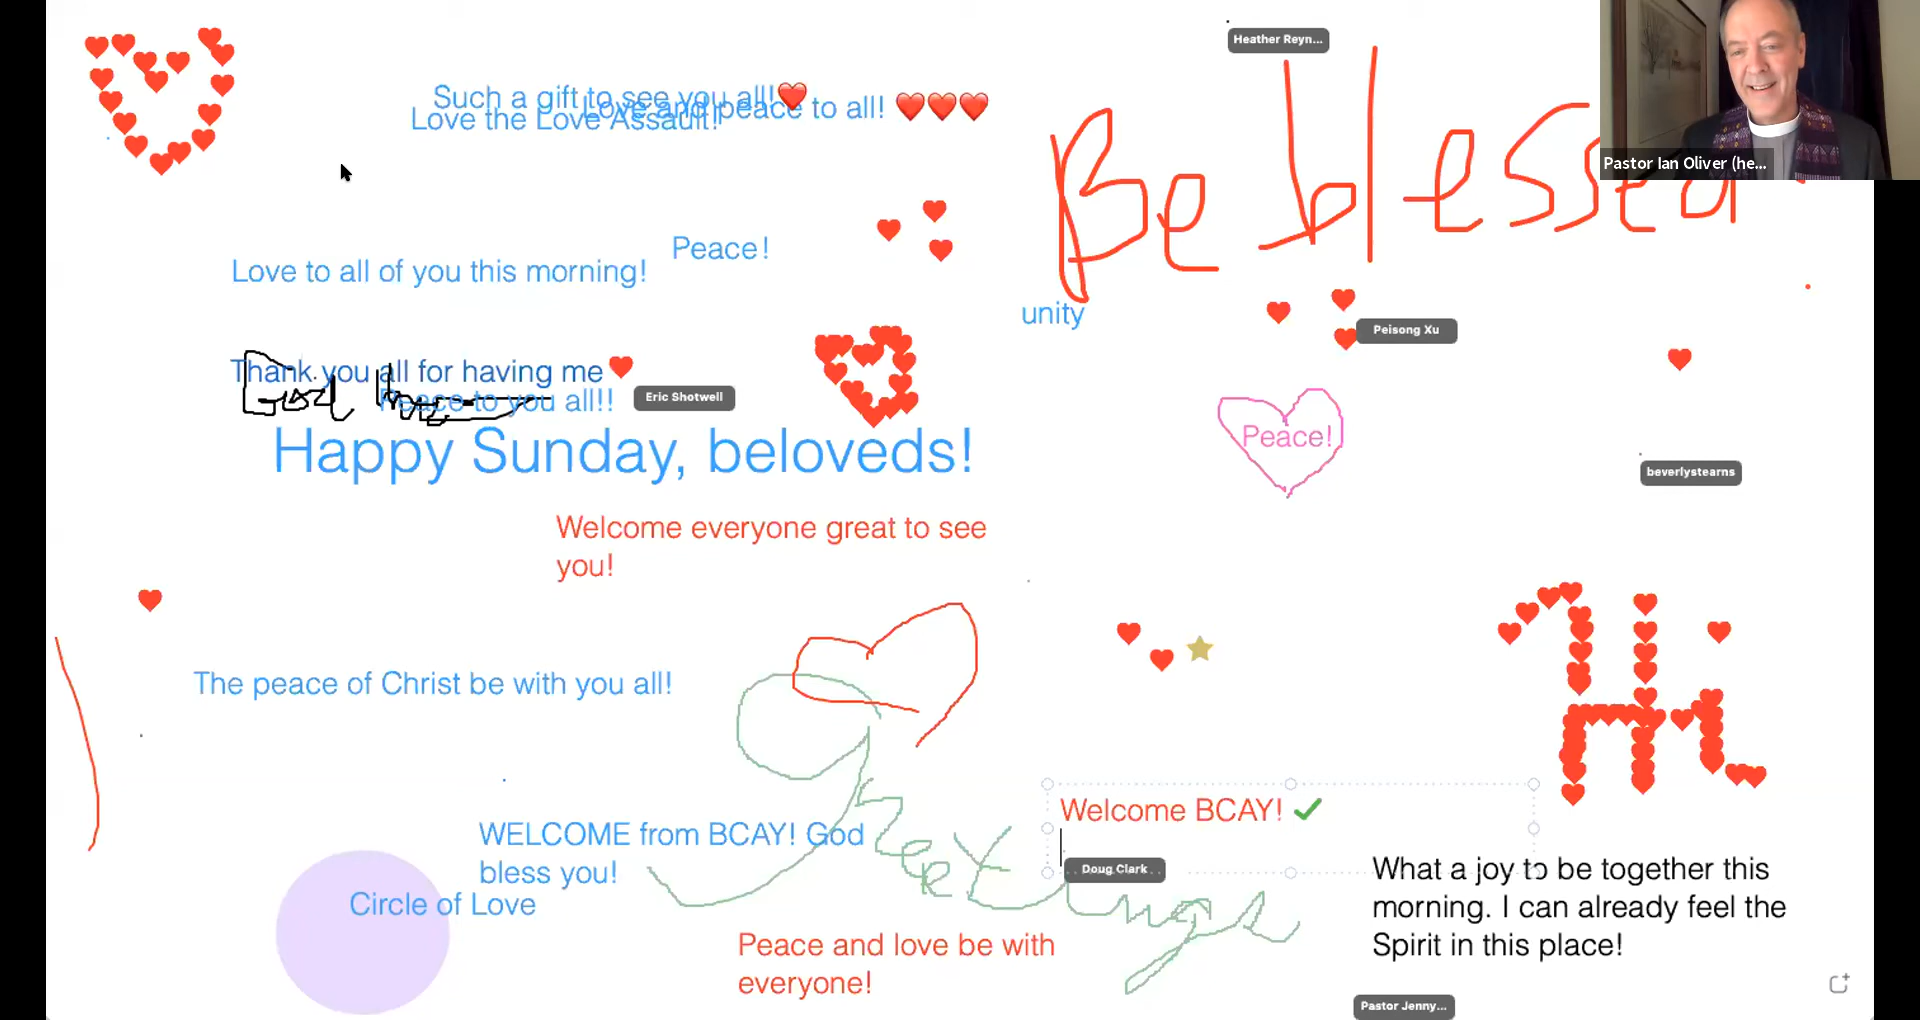 Heather Reyn...
Such a gift to see you all!❤️
Love and peace to all! ❤️❤️❤️
Love the Love Assault!
Be blessed
Pastor Ian Oliver (he...
Peace!
Love to all of you this morning!
unity
Peisong Xu
Thank you all for having me
God
Peace to you all!!
Eric Shotwell
Happy Sunday, beloveds!
Peace!
beverlystearns
Welcome everyone great to see
you!
Hi
The peace of Christ be with you all!
Greetings
Welcome BCAY! ✔
WELCOME from BCAY! God
bless you!
Doug Clark
What a joy to be together this
morning. I can already feel the
Spirit in this place!
Circle of Love
Peace and love be with
everyone!
Pastor Jenny...